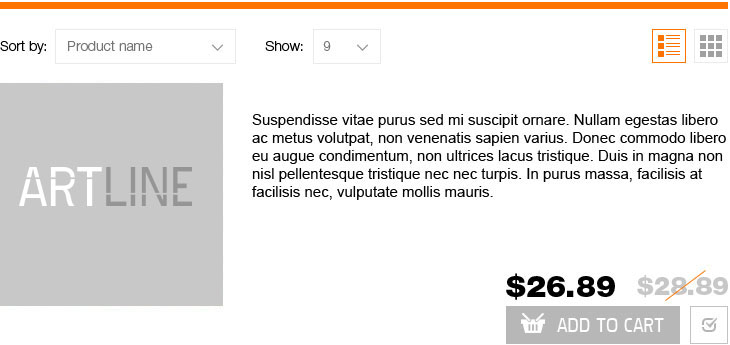 Sort by: Product name Show: 9
ARTLINE
Suspendisse vitae purus sed mi suscipit ornare. Nullam egestas libero
ac metus volutpat, non venenatis sapien varius. Donec commodo libero
eu augue condimentum, non ultrices lacus tristique. Duis in magna non
nisl pellentesque tristique nec nec turpis. In purus massa, facilisis at
facilisis nec, vulputate mollis mauris.
$26.89 $28.89
ADD TO CART